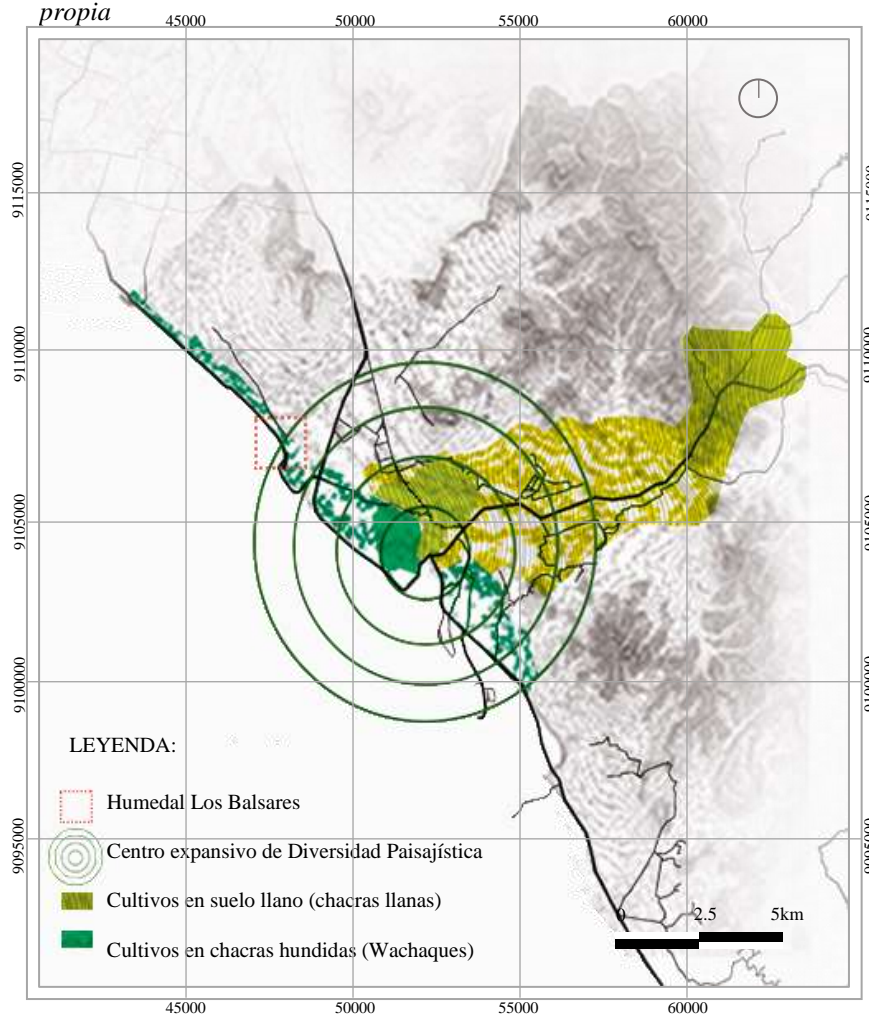 propia
45000 50000 55000 60000
9115000 9115000
9110000 9110000
9105000 9105000
9100000 9100000
LEYENDA:
Humedal Los Balsares
Centro expansivo de Diversidad Paisajística
9095000 9095000
Cultivos en suelo llano (chacras llanas)
0 2.5 5km
Cultivos en chacras hundidas (Wachaques)
45000 50000 55000 60000